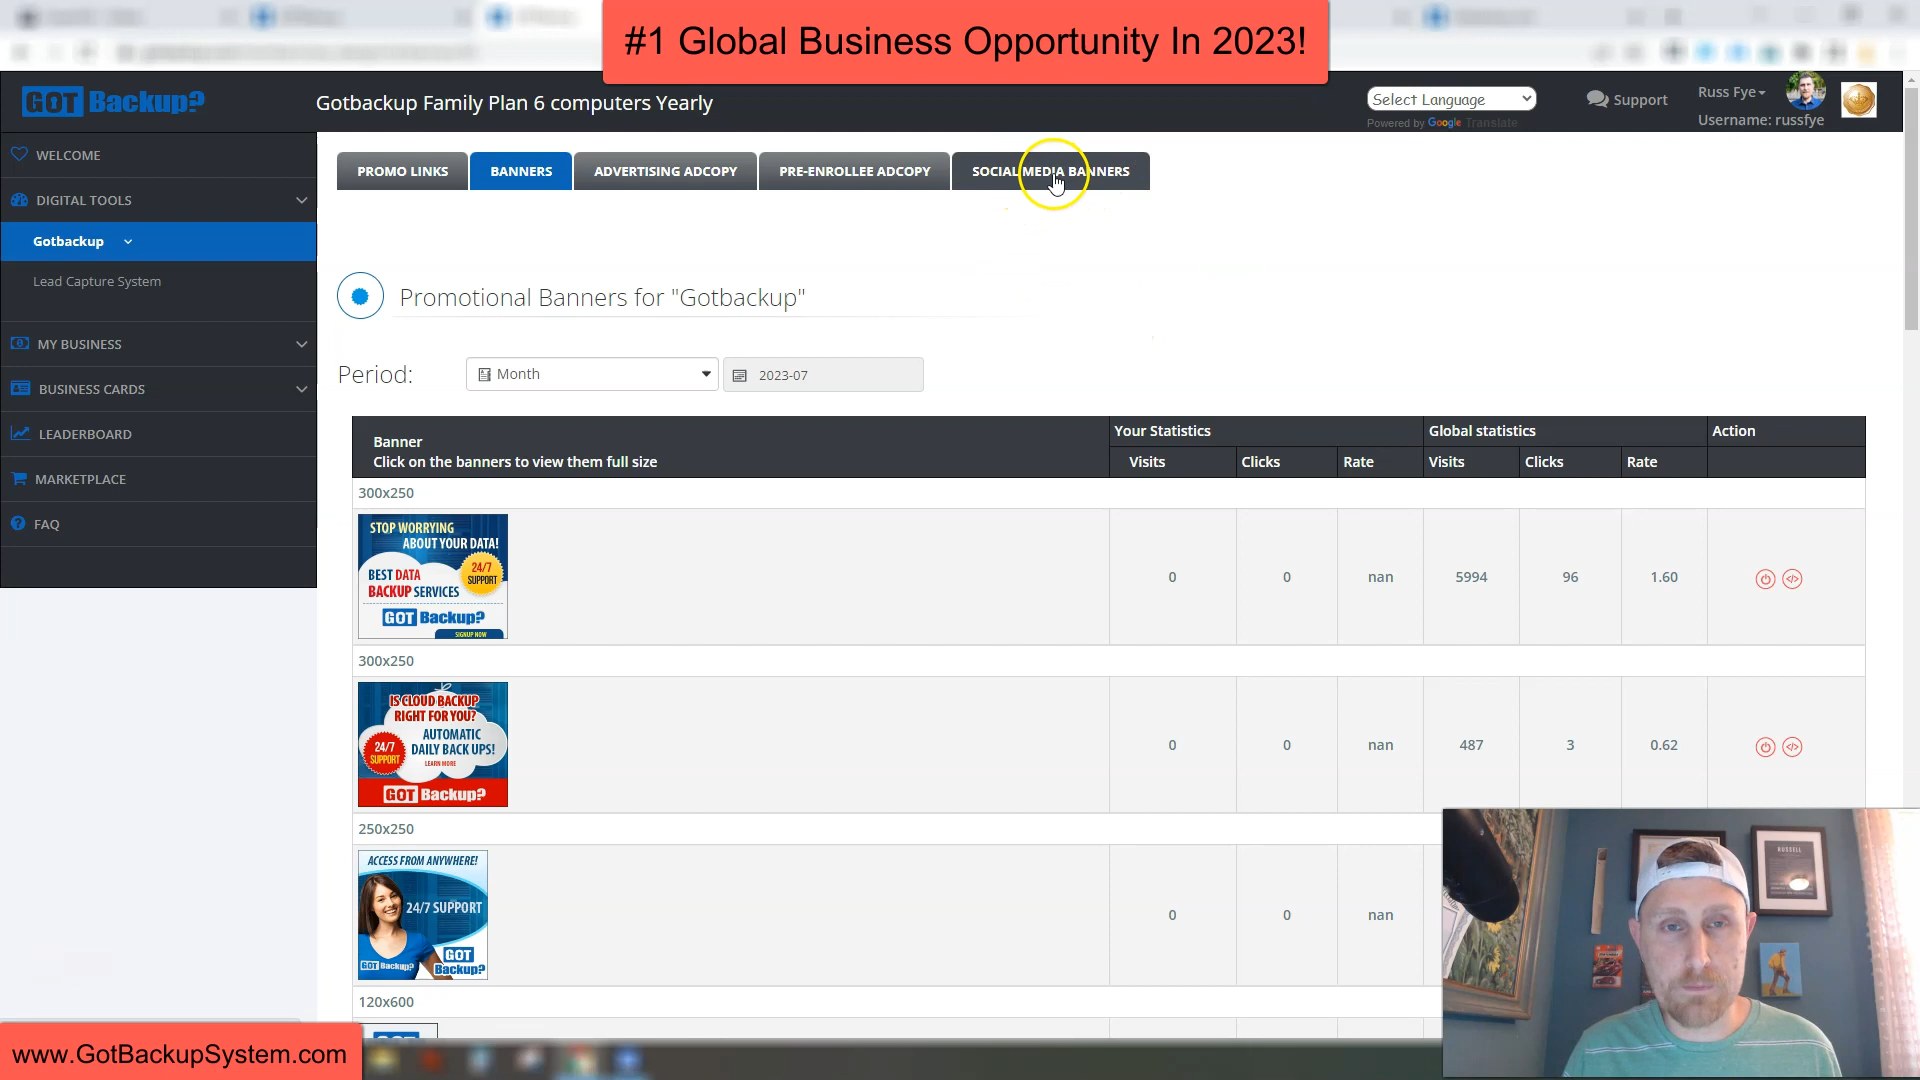 #1 Global Business Opportunity In 2023!
GOT Backup?
Gotbackup Family Plan 6 computers Yearly
Select Language
Powered by Google Translate
Support
Russ Fye
Username: russfye
WELCOME
DIGITAL TOOLS
Gotbackup
Lead Capture System
MY BUSINESS
BUSINESS CARDS
LEADERBOARD
MARKETPLACE
FAQ
PROMO LINKS
BANNERS
ADVERTISING ADCOPY
PRE-ENROLLEE ADCOPY
SOCIAL MEDIA BANNERS
Promotional Banners for "Gotbackup"
Period:
Month
2023-07
Banner
Click on the banners to view them full size
Your Statistics
Global statistics
Action
Visits
Clicks
Rate
Visits
Clicks
Rate
300x250
STOP WORRYING
ABOUT YOUR DATA!
24/7
SUPPORT
BEST DATA
BACKUP SERVICES
GOT Backup?
SIGNUP NOW
0
0
nan
5994
96
1.60
300x250
IS CLOUD BACKUP
RIGHT FOR YOU?
AUTOMATIC
DAILY BACK UPS!
24/7
SUPPORT
LEARN MORE
GOT Backup?
0
0
nan
487
3
0.62
250x250
ACCESS FROM ANYWHERE!
24/7 SUPPORT
GOT Backup?
GOT
Backup?
0
0
nan
120x600
RUSSELL
www.GotBackupSystem.com